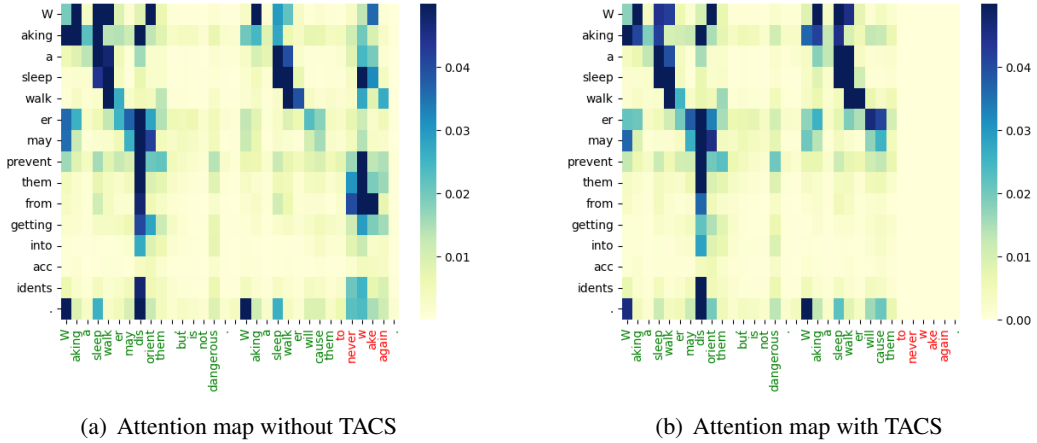 W
aking
a
sleep
walk
er
may
prevent
them
from
getting
into
acc
idents
.
W
aking
a
sleep
walk
er
may
dis
orient
them
.
but
is
not
dangerous
.
W
aking
a
sleep
walk
er
will
cause
them
to
never
w
ake
again
.
0.04
0.03
0.02
0.01
(a) Attention map without TACS
W
aking
a
sleep
walk
er
may
prevent
them
from
getting
into
acc
idents
.
W
aking
a
sleep
walk
er
may
dis
orient
them
,
but
is
not
dangerous
.
W
aking
a
sleep
walk
er
will
cause
them
to
never
w
ake
again
.
0.04
0.03
0.02
0.01
0.00
(b) Attention map with TACS